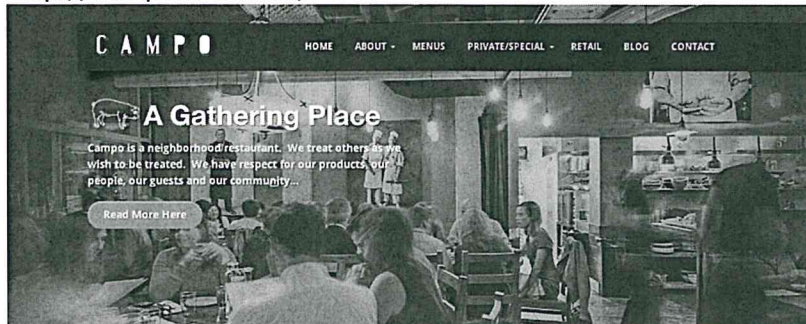 CAMPO
HOME ABOUT MENUS PRIVATE/SPECIAL RETAIL BLOG CONTACT
A Gathering Place
Campo is a neighborhood restaurant. We treat others as we
wish to be treated. We have respect for our products, our
people, our guests and our community...
Read More Here